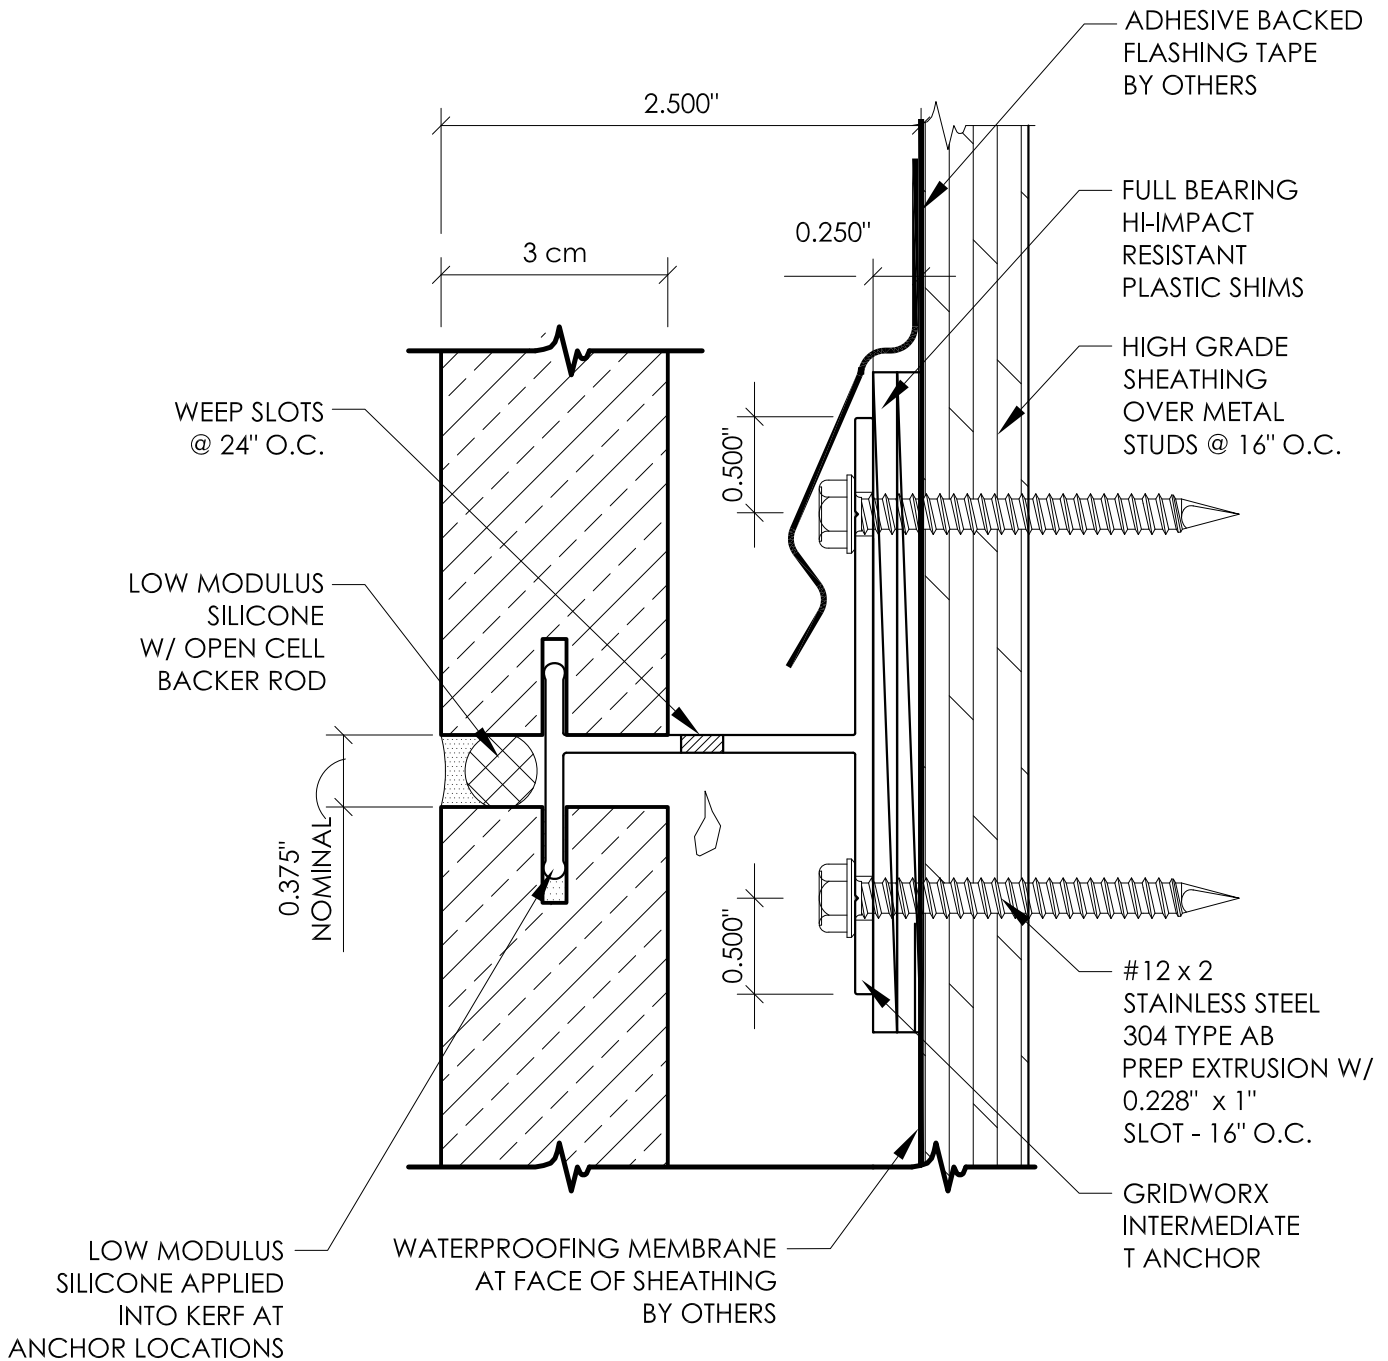 ADHESIVE BACKED
FLASHING TAPE
BY OTHERS
2.500"
FULL BEARING
HI-IMPACT
RESISTANT
PLASTIC SHIMS
0.250"
3 cm
HIGH GRADE
SHEATHING
OVER METAL
STUDS @ 16" O.C.
WEEP SLOTS
@ 24" O.C.
0.500"
LOW MODULUS
SILICONE
W/ OPEN CELL
BACKER ROD
0.375"
NOMINAL
0.500"
#12 x 2
STAINLESS STEEL
304 TYPE AB
PREP EXTRUSION W/
0.228" x 1"
SLOT - 16" O.C.
GRIDWORX
INTERMEDIATE
T ANCHOR
LOW MODULUS
SILICONE APPLIED
INTO KERF AT
ANCHOR LOCATIONS
WATERPROOFING MEMBRANE
AT FACE OF SHEATHING
BY OTHERS